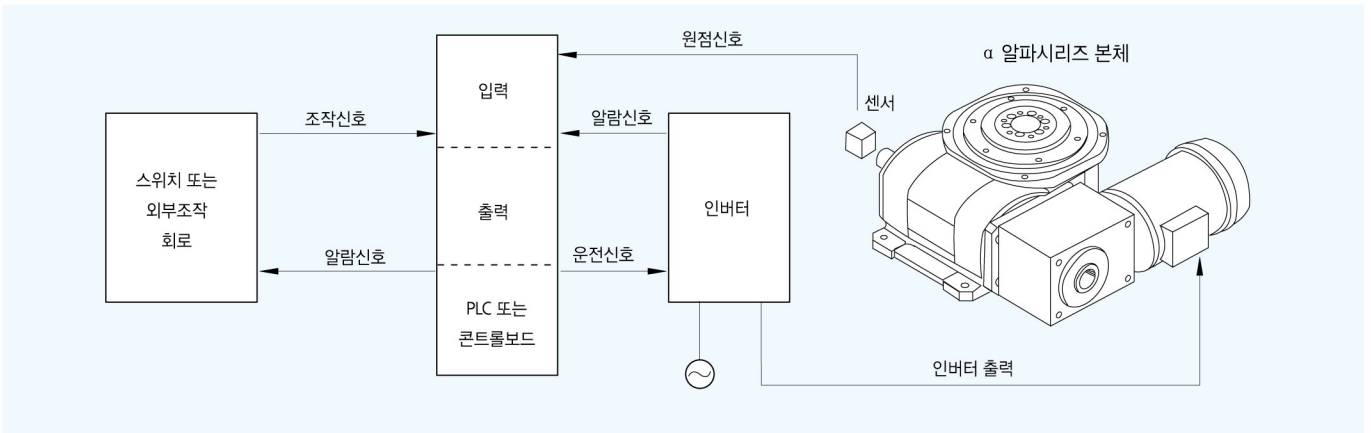 원점신호
α 알파시리즈 본체
입력
센서
조작신호
알람신호
스위치 또는
외부조작
회로
출력
인버터
알람신호
운전신호
PLC 또는
콘트롤보드
인버터 출력